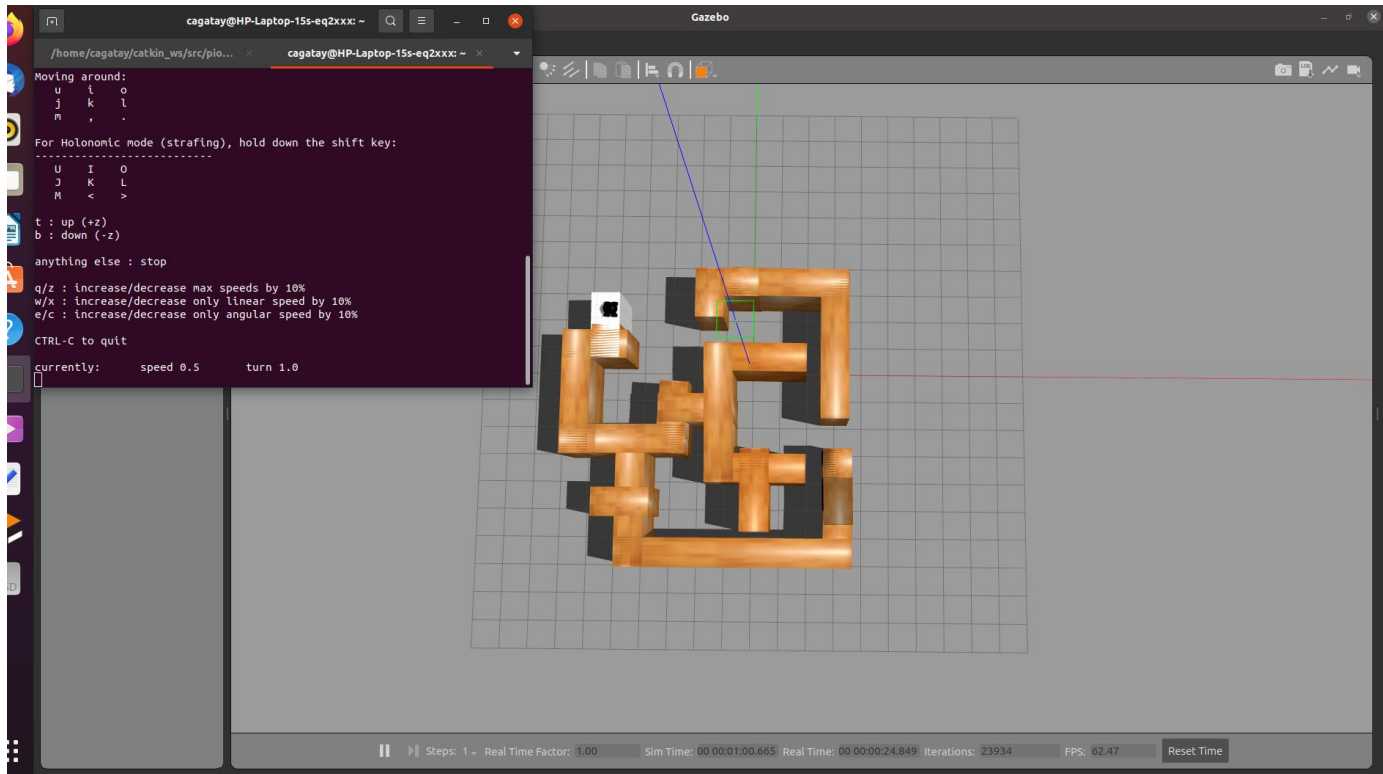 cagatay@HP-Laptop-15s-eq2xxx: ~
Gazebo
/home/cagatay/catkin_ws/src/pio...
cagatay@HP-Laptop-15s-eq2xxx: ~
Moving around:
u i o
j k l
m , .
For Holonomic mode (strafing), hold down the shift key:
---------------------------
U I O
J K L
M < >
t : up (+z)
b : down (-z)
anything else : stop
q/z : increase/decrease max speeds by 10%
w/x : increase/decrease only linear speed by 10%
e/c : increase/decrease only angular speed by 10%
CTRL-C to quit
currently: speed 0.5 turn 1.0
LOG
Steps: 1 Real Time Factor: 1.00 Sim Time: 00 00:01:00.665 Real Time: 00 00:00:24.849 Iterations: 23934 FPS: 62.47 Reset Time